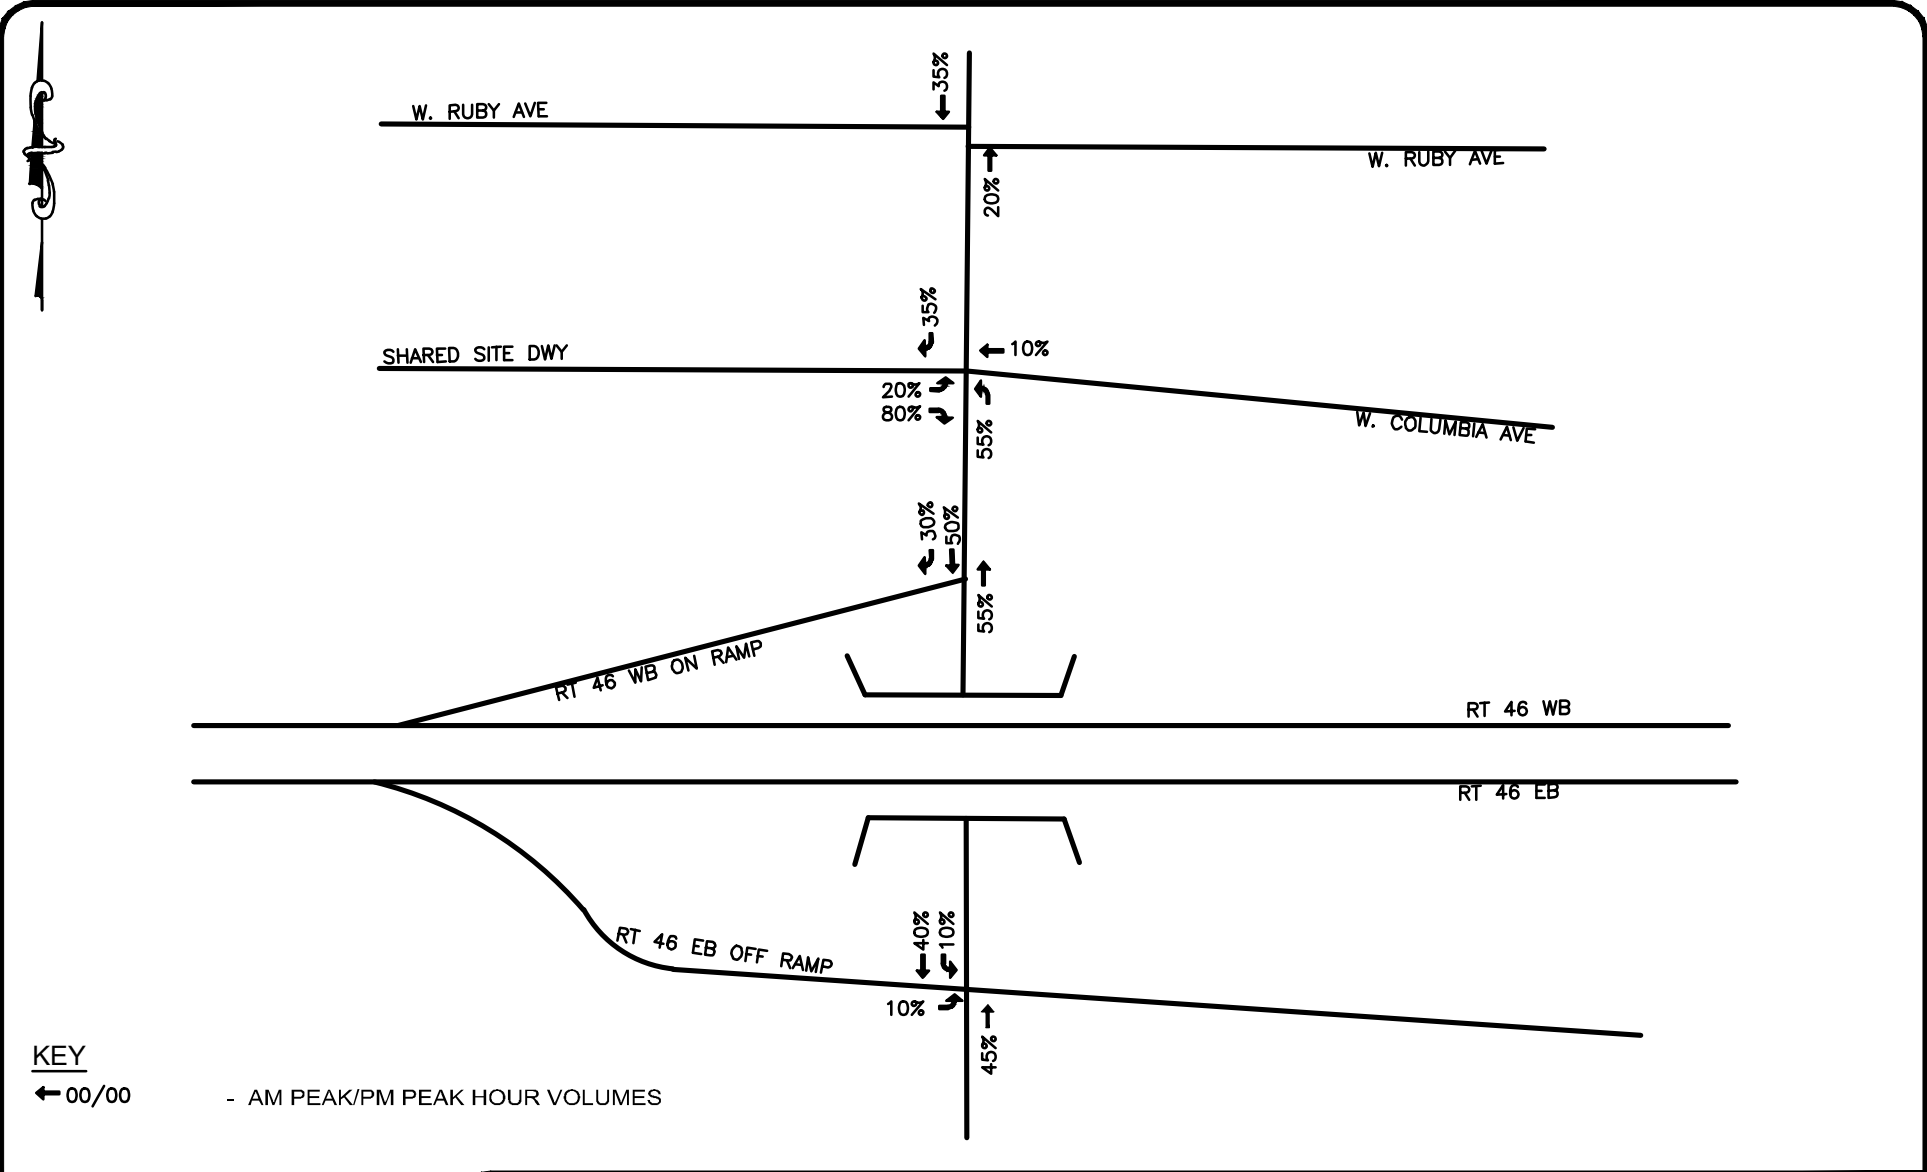 35%
W. RUBY AVE
W. RUBY AVE
20%
35%
SHARED SITE DWY
10%
20%
80%
55%
W. COLUMBIA AVE
30%
50%
55%
RT 46 WB ON RAMP
RT 46 WB
RT 46 EB
40%
10%
RT 46 EB OFF RAMP
10%
45%
KEY
00/00 - AM PEAK/PM PEAK HOUR VOLUMES